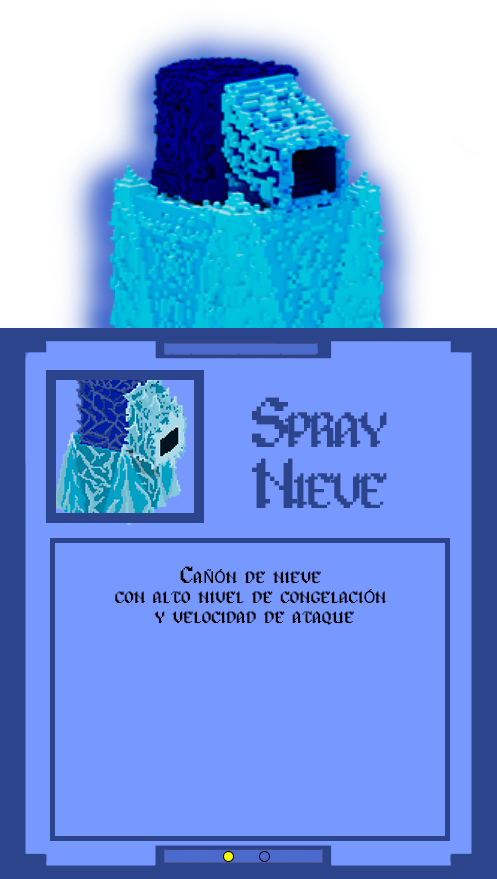 Spray
Nieve
Cañón de nieve
con alto nivel de congelación
y velocidad de ataque